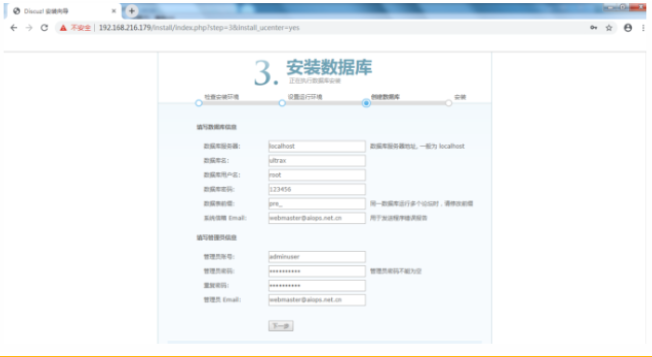 Discuz! 安装向导
不安全 | 192.168.216.179/install/index.php?step=3&install_ucenter=yes
3. 安装数据库
正在执行数据库安装
检查安装环境 设置运行环境 创建数据库 安装
填写数据库信息
数据库服务器: localhost 数据库服务器地址, 一般为 localhost
数据库名: ultrax
数据库用户名: root
数据库密码: 123456
数据表前缀: pre_ 同一数据库运行多个论坛时，请修改前缀
系统信箱 Email: webmaster@aiops.net.cn 用于发送程序错误报告
填写管理员信息
管理员账号: adminuser
管理员密码: •••••••••• 管理员密码不能为空
重复密码: ••••••••••
管理员 Email: webmaster@aiops.net.cn
下一步